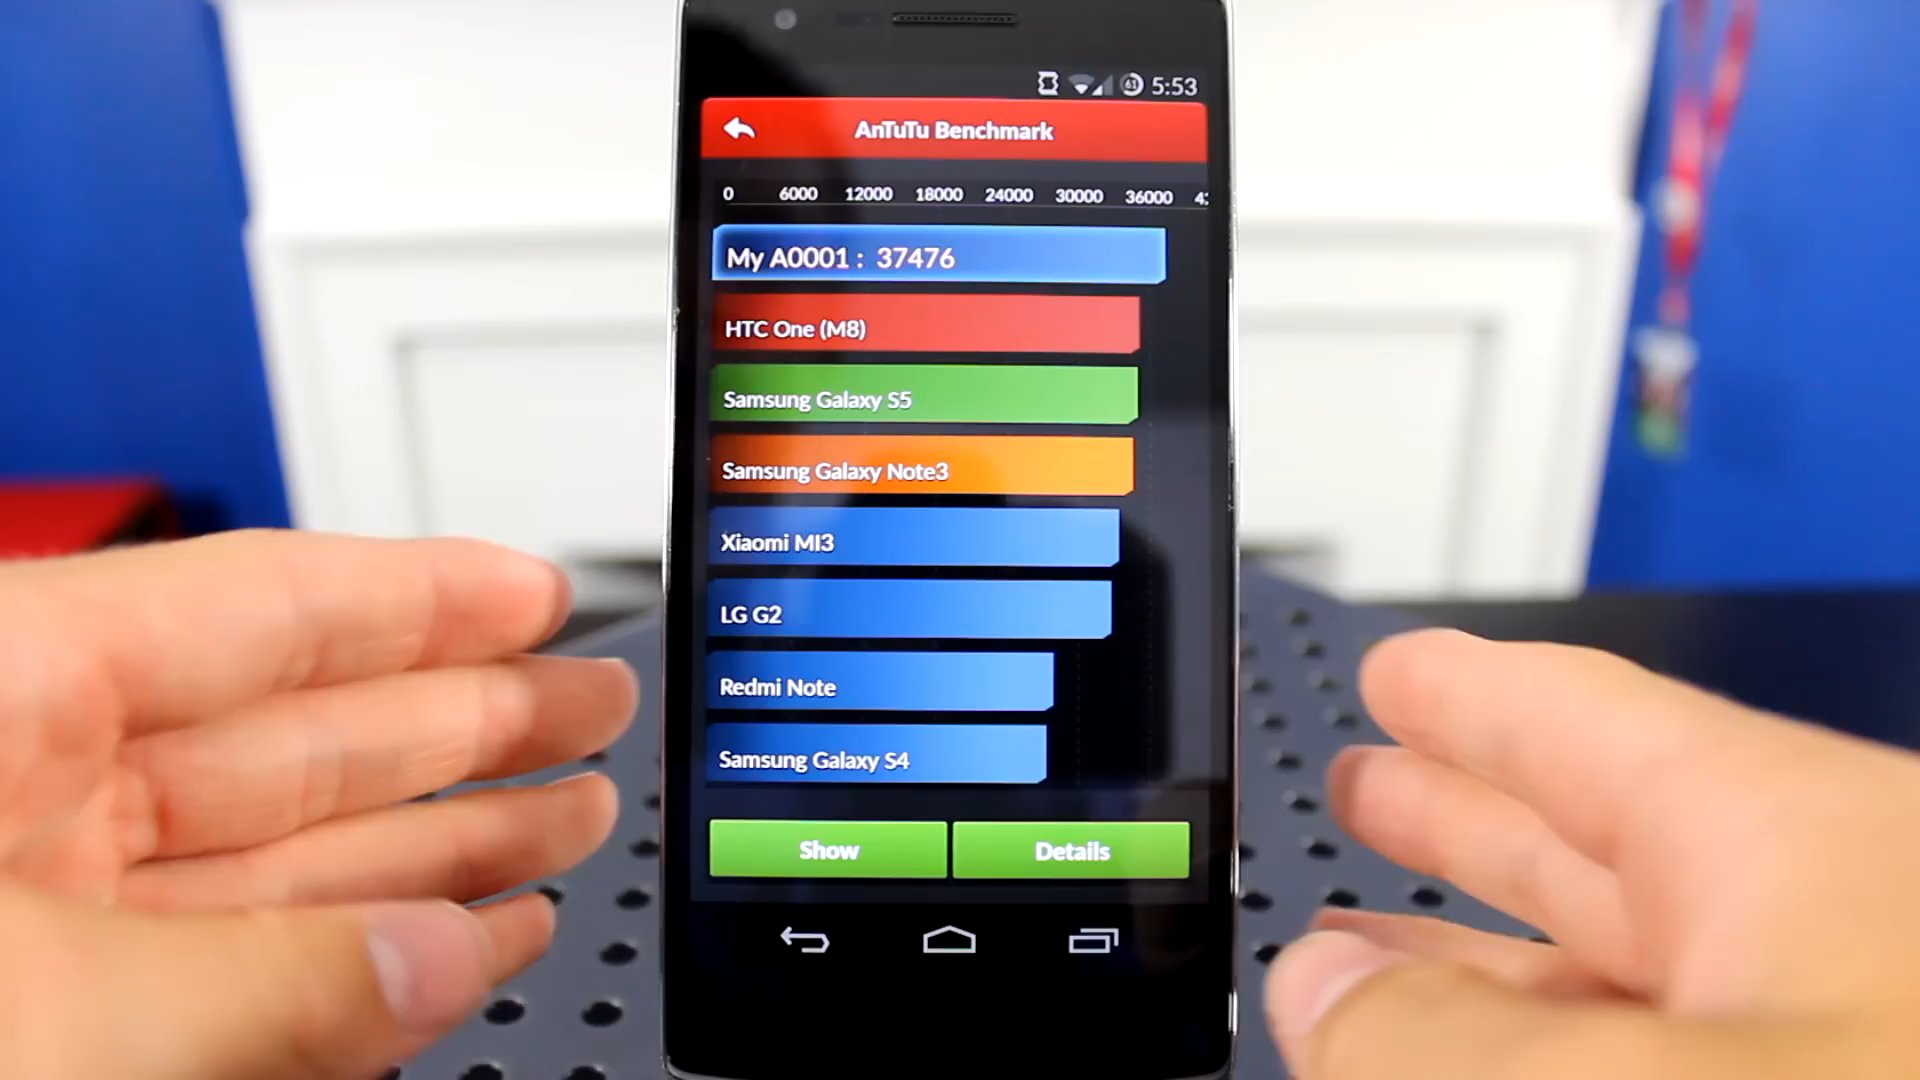 61 5:53
AnTuTu Benchmark
0 6000 12000 18000 24000 30000 36000
My A0001 : 37476
HTC One (M8)
Samsung Galaxy S5
Samsung Galaxy Note3
Xiaomi MI3
LG G2
Redmi Note
Samsung Galaxy S4
Show Details